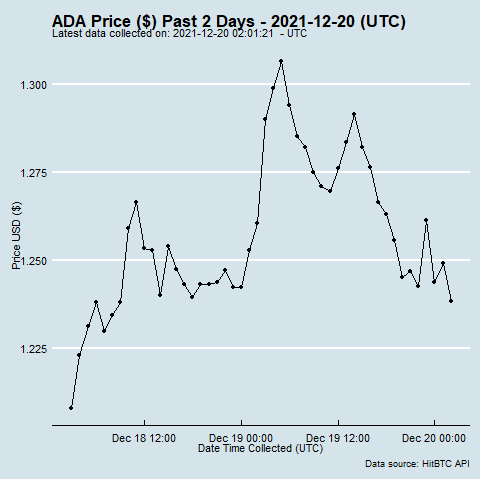 ADA Price ($) Past 2 Days - 2021-12-20 (UTC)
Latest data collected on: 2021-12-20 02:01:21  - UTC
1.300
1.275
1.250
1.225
Price USD ($)
Dec 18 12:00 Dec 19 00:00 Dec 19 12:00 Dec 20 00:00
Date Time Collected (UTC)
Data source: HitBTC API